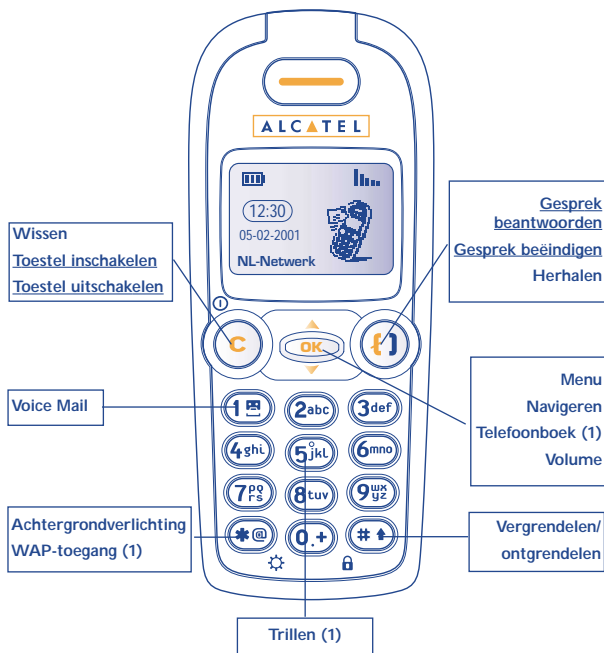 ALCATEL
12:30
05-02-2001
NL-Netwerk
Wissen
Toestel inschakelen
Toestel uitschakelen
Gesprek
beantwoorden
Gesprek beëindigen
Herhalen
C
OK
Menu
Navigeren
Telefoonboek (1)
Volume
Voice Mail
1
2abc
3def
4ghi
5jkl
6mno
7pqrs
8tuv
9wxyz
Achtergrondverlichting
WAP-toegang (1)
*@
0.+
#
Vergrendelen/
ontgrendelen
Trillen (1)